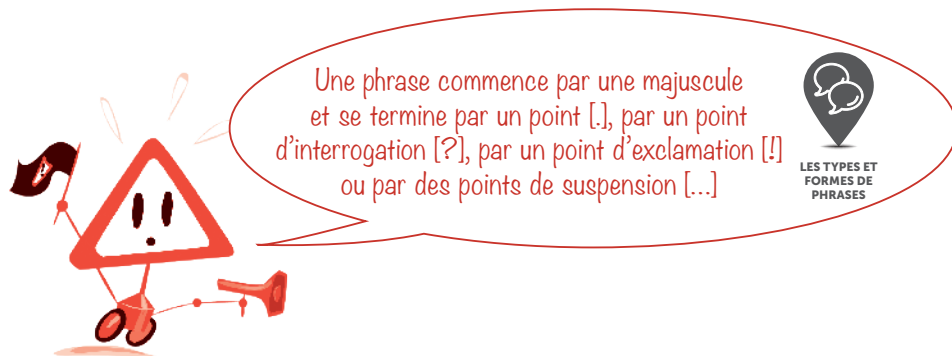 Une phrase commence par une majuscule
et se termine par un point [.], par un point
d'interrogation [?], par un point d'exclamation [!]
ou par des points de suspension [...]
LES TYPES ET
FORMES DE
PHRASES